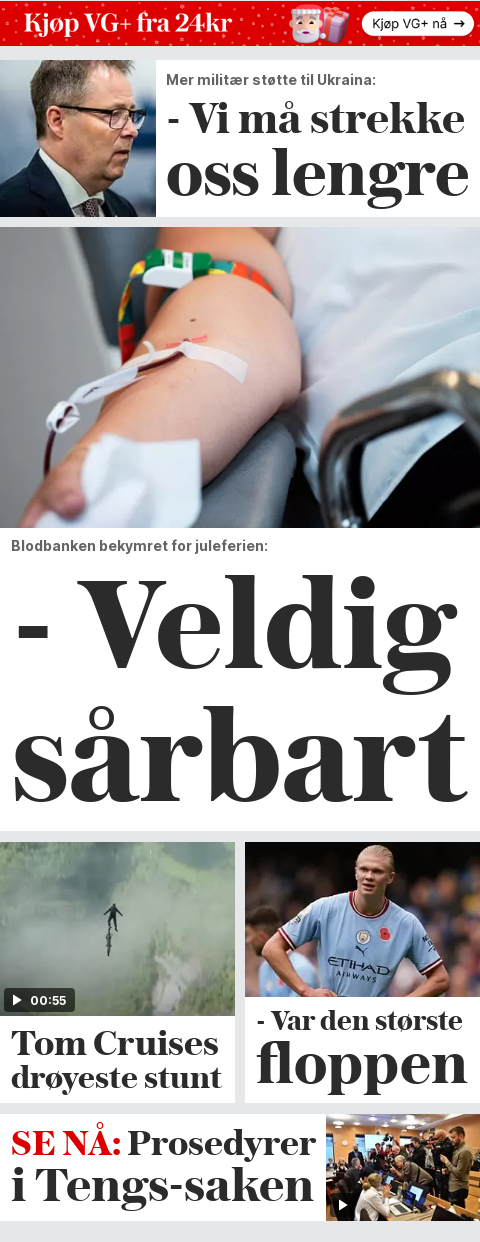 Kjøp VG+ fra 24kr
Kjøp VG+ nå →
Mer militær støtte til Ukraina:
- Vi må strekke
oss lengre
Blodbanken bekymret for juleferien:
- Veldig
sårbart
00:55
Tom Cruises
drøyeste stunt
ETIHAD
AIRWAYS
- Var den største
floppen
SE NÅ: Prosedyrer
i Tengs-saken